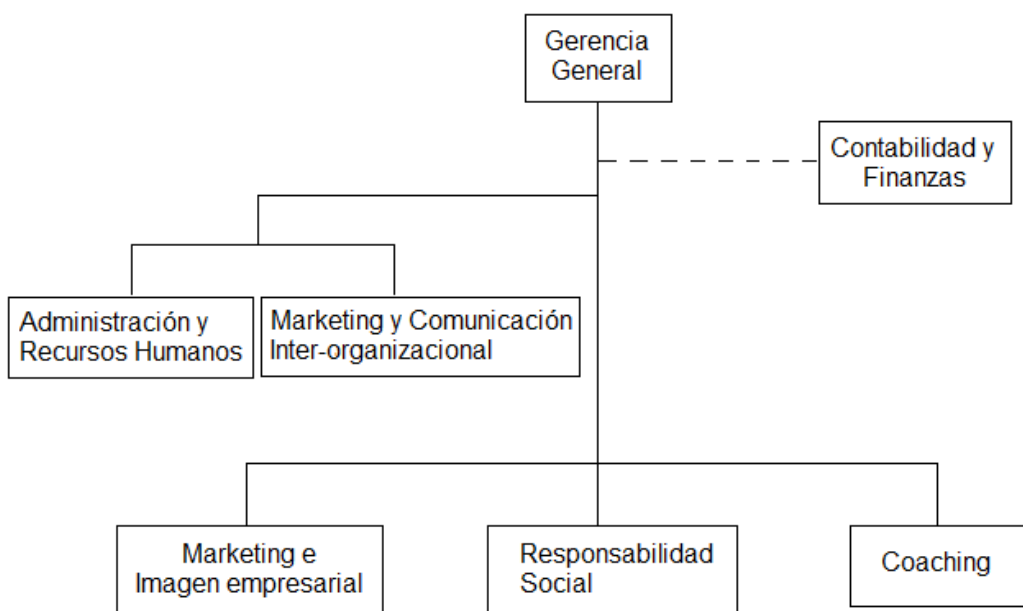 Gerencia
General
Contabilidad y
Finanzas
Administración y
Recursos Humanos
Marketing y Comunicación
Inter-organizacional
Marketing e
Imagen empresarial
Responsabilidad
Social
Coaching